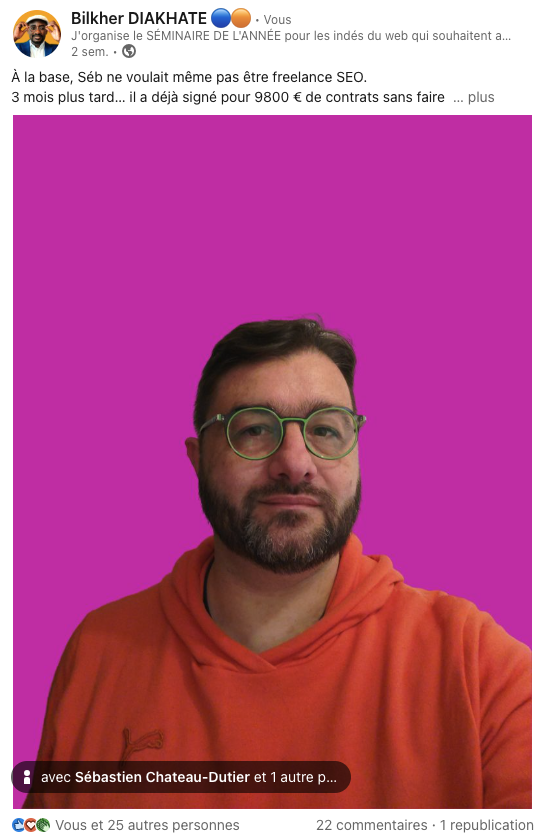 Bilkher DIAKHATE 🔵🟠 • Vous
J'organise le SÉMINAIRE DE L'ANNÉE pour les indés du web qui souhaitent a...
2 sem. •
À la base, Séb ne voulait même pas être freelance SEO.
3 mois plus tard... il a déjà signé pour 9800 € de contrats sans faire ... plus
avec Sébastien Chateau-Dutier et 1 autre p...
Vous et 25 autres personnes 22 commentaires · 1 republication